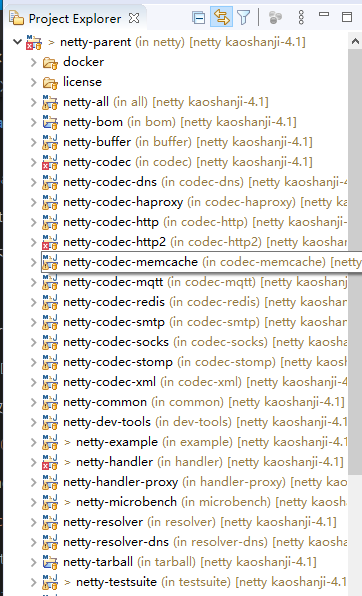 Project Explorer
> netty-parent (in netty) [netty kaoshanji-4.1]
docker
license
netty-all (in all) [netty kaoshanji-4.1]
netty-bom (in bom) [netty kaoshanji-4.1]
netty-buffer (in buffer) [netty kaoshanji-4.1]
netty-codec (in codec) [netty kaoshanji-4.1]
netty-codec-dns (in codec-dns) [netty kaoshanji-4.
netty-codec-haproxy (in codec-haproxy) [netty
netty-codec-http (in codec-http) [netty kaoshanji
netty-codec-http2 (in codec-http2) [netty kaoshan
netty-codec-memcache (in codec-memcache) [netty
netty-codec-mqtt (in codec-mqtt) [netty kaoshanj
netty-codec-redis (in codec-redis) [netty kaoshanji
netty-codec-smtp (in codec-smtp) [netty kaoshanj
netty-codec-socks (in codec-socks) [netty kaoshan
netty-codec-stomp (in codec-stomp) [netty
netty-codec-xml (in codec-xml) [netty kaoshanji-4.
netty-common (in common) [netty kaoshanji-4.1]
netty-dev-tools (in dev-tools) [netty kaoshanji-4.1]
> netty-example (in example) [netty kaoshanji-4.1
> netty-handler (in handler) [netty kaoshanji-4.1]
netty-handler-proxy (in handler-proxy) [netty
> netty-microbench (in microbench) [netty
netty-resolver (in resolver) [netty kaoshanji-4.1]
netty-resolver-dns (in resolver-dns) [netty
netty-tarball (in tarball) [netty kaoshanji-4.1]
> netty-testsuite (in testsuite) [netty kaoshanji-4.1